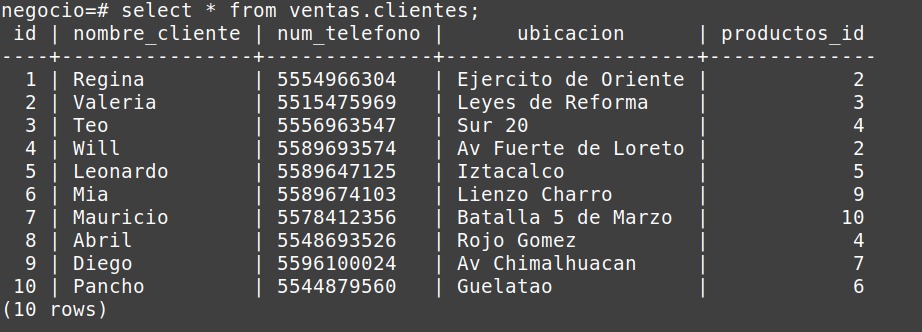 negocio=# select * from ventas.clientes;
 id | nombre_cliente | num_telefono |      ubicacion      | productos_id
----+----------------+--------------+---------------------+--------------
  1 | Regina         | 5554966304   | Ejercito de Oriente |            2
  2 | Valeria        | 5515475969   | Leyes de Reforma    |            3
  3 | Teo            | 5556963547   | Sur 20              |            4
  4 | Will           | 5589693574   | Av Fuerte de Loreto |            2
  5 | Leonardo       | 5589647125   | Iztacalco           |            5
  6 | Mia            | 5589674103   | Lienzo Charro       |            9
  7 | Mauricio       | 5578412356   | Batalla 5 de Marzo  |           10
  8 | Abril          | 5548693526   | Rojo Gomez          |            4
  9 | Diego          | 5596100024   | Av Chimalhuacan     |            7
 10 | Pancho         | 5544879560   | Guelatao            |            6
(10 rows)